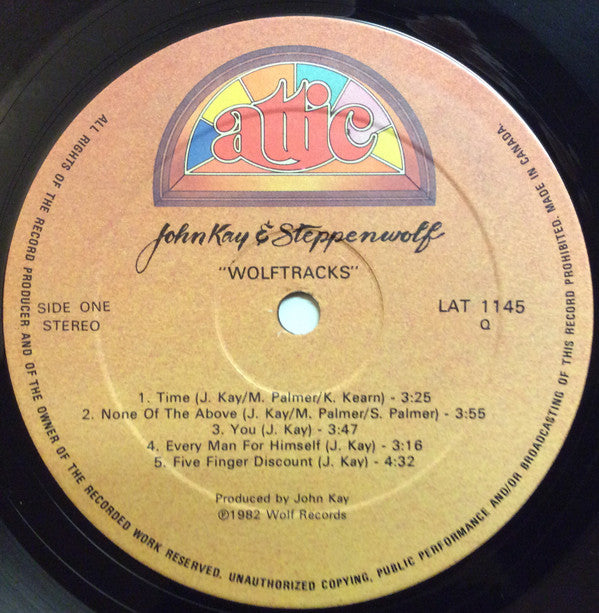 attic
John Kay & Steppenwolf
"WOLFTRACKS"
SIDE ONE
STEREO
LAT 1145
Q
1. Time (J. Kay/M. Palmer/K. Kearn) - 3:25
2. None Of The Above (J. Kay/M. Palmer/S. Palmer) - 3:55
3. You (J. Kay) - 3:47
4. Every Man For Himself (J. Kay) - 3:16
5. Five Finger Discount (J. Kay) - 4:32
Produced by John Kay
℗1982 Wolf Records
ALL RIGHTS OF THE RECORD PRODUCER AND OF THE OWNER OF THE RECORDED WORK RESERVED. UNAUTHORIZED COPYING, PUBLIC PERFORMANCE AND/OR BROADCASTING OF THIS RECORD PROHIBITED. MADE IN CANADA.